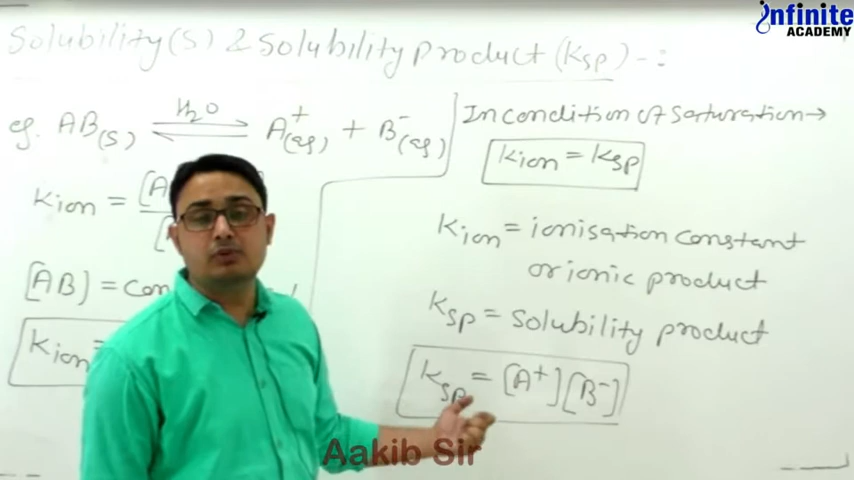 infinite
ACADEMY
Solubility(S) & Solubility Product (Ksp) -:
eg. AB(s) ⇌ A+(aq) + B-(aq)
H2O
Kion = [A
[AB] = con
Kion =
In condition of saturation →
Kion = Ksp
Kion = ionisation constant
or ionic product
Ksp = Solubility product
Ksp = [A+][B-]
Aakib Sir